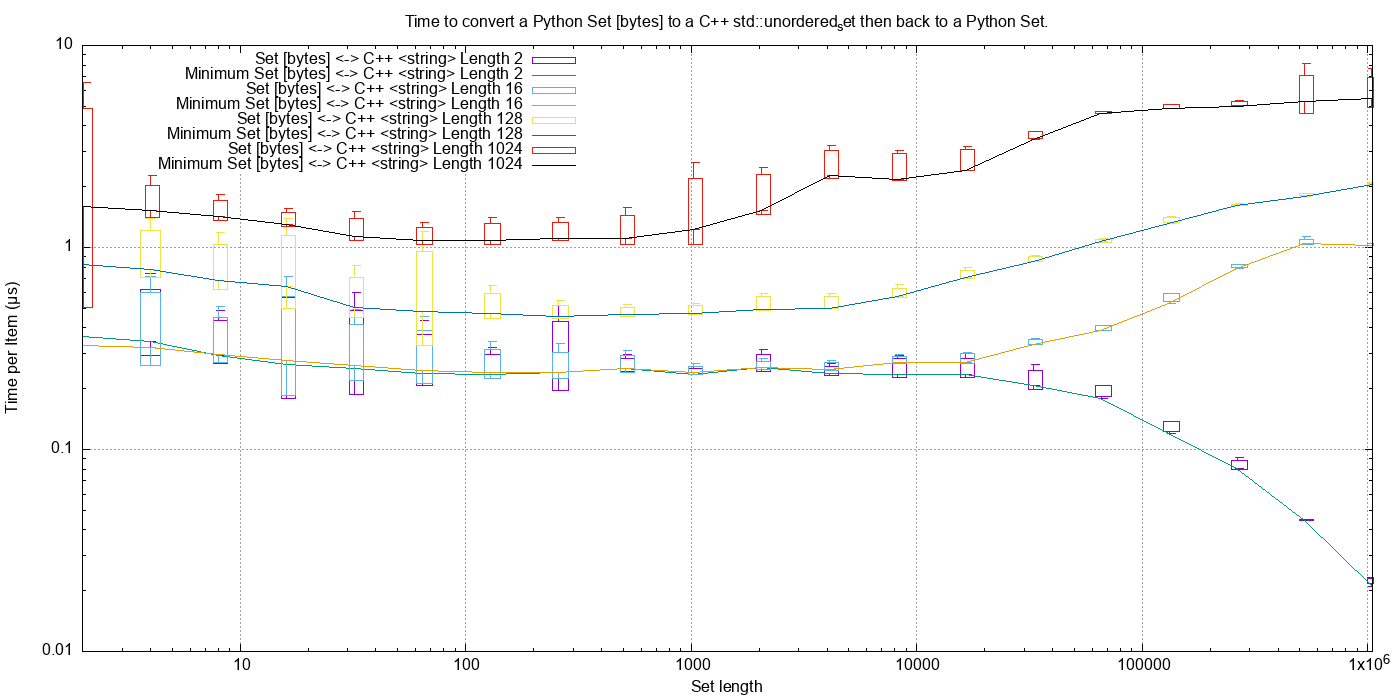 Time to convert a Python Set [bytes] to a C++ std::unordered_set then back to a Python Set.
10
1
0.1
0.01
Time per Item (µs)
Set [bytes] <-> C++ <string> Length 2
Minimum Set [bytes] <-> C++ <string> Length 2
Set [bytes] <-> C++ <string> Length 16
Minimum Set [bytes] <-> C++ <string> Length 16
Set [bytes] <-> C++ <string> Length 128
Minimum Set [bytes] <-> C++ <string> Length 128
Set [bytes] <-> C++ <string> Length 1024
Minimum Set [bytes] <-> C++ <string> Length 1024
10 100 1000 10000 100000 1x10^6
Set length